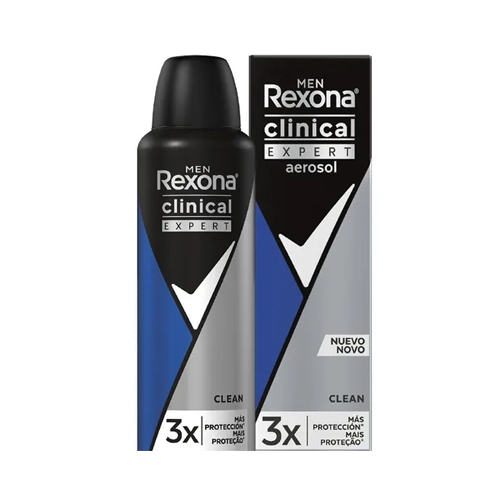 MEN
Rexona®
clinical
EXPERT
CLEAN
3x
MÁS
PROTECCIÓN*
MAIS
PROTEÇÃO*
MEN
Rexona®
clinical
EXPERT
aerosol
NUEVO
NOVO
CLEAN
3x
MÁS
PROTECCIÓN*
MAIS
PROTEÇÃO*